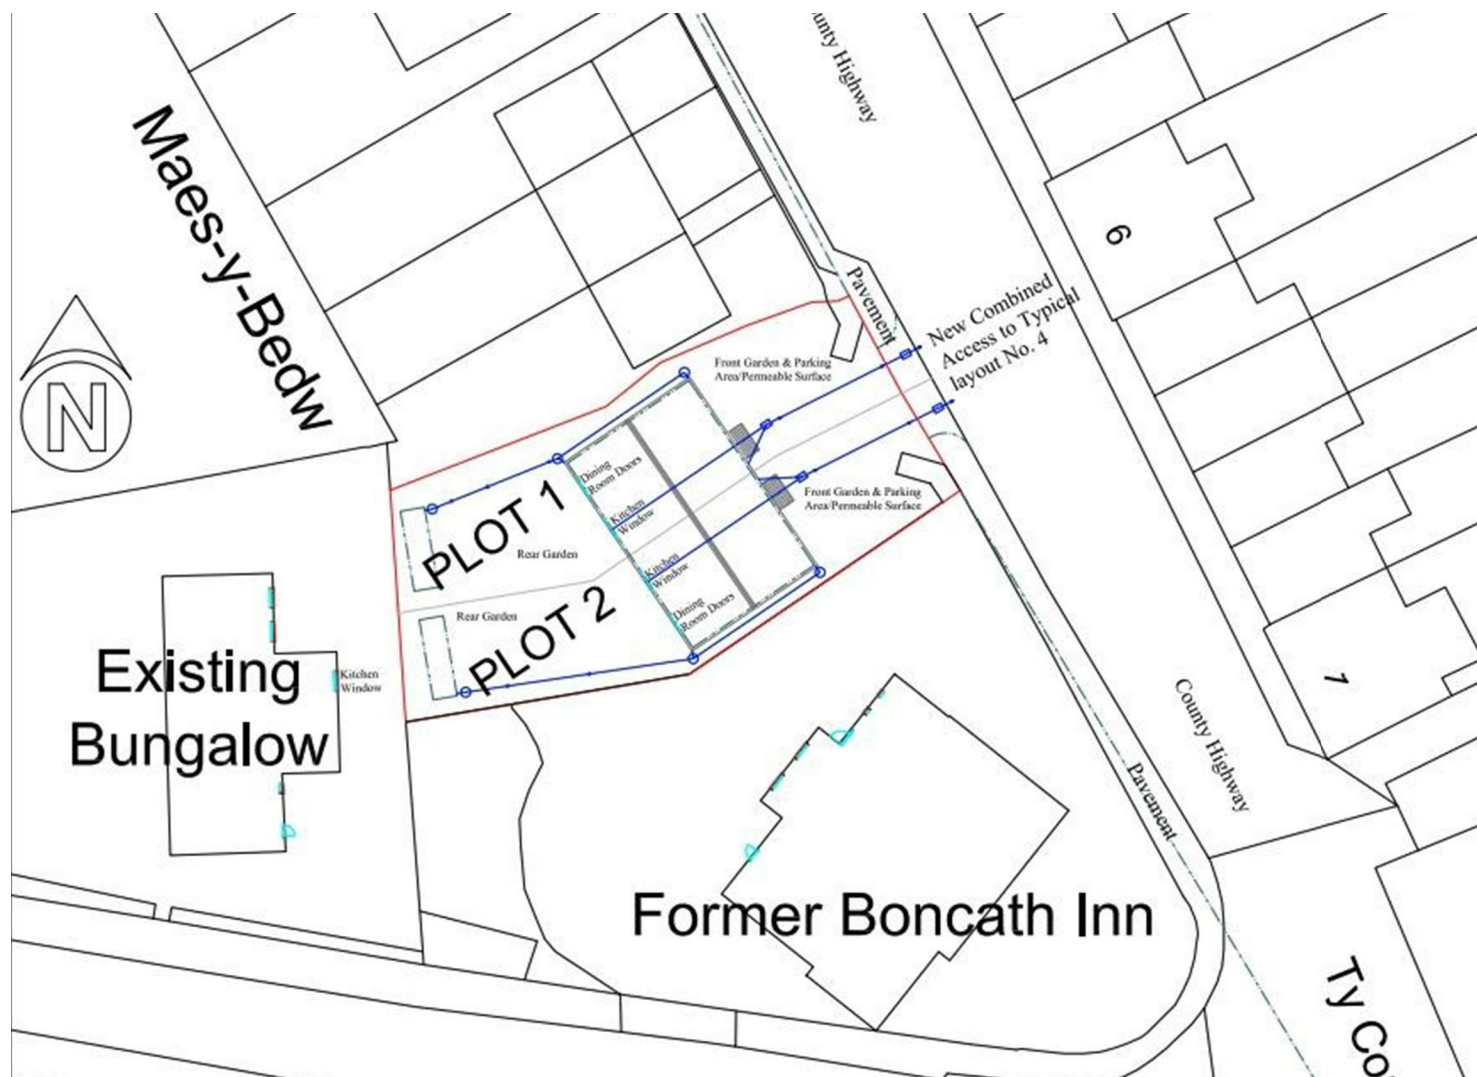 unty Highway
Maes-y-Bedw
6
Pavement
New Combined
Access to Typical
layout No. 4
N
Front Garden & Parking
Area/Permeable Surface
Dining
Room Doors
Kitchen
Window
PLOT 1
Rear Garden
Front Garden & Parking
Area/Permeable Surface
Kitchen
Window
Dining
Room Doors
Rear Garden
PLOT 2
Existing
Bungalow
Kitchen
Window
1
County Highway
Pavement
Former Boncath Inn
Ty Co